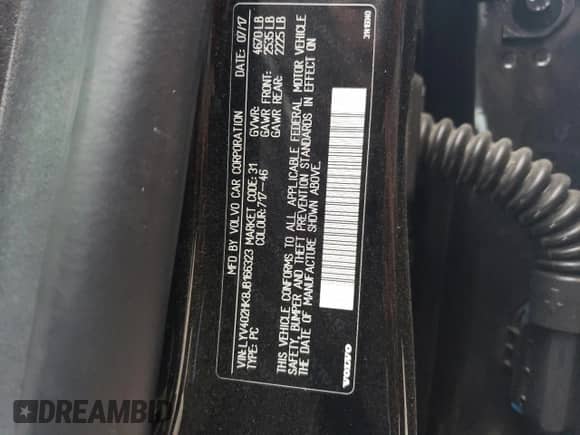 MFD BY VOLVO CAR CORPORATION DATE: 07/17
VIN: LYV402HK8JB166323 MARKET CODE: 31 GVWR: 4670 LB
TYPE: PC COLOUR: 717-46 GAWR FRONT: 2535 LB
GAWR REAR: 2225 LB
THIS VEHICLE CONFORMS TO ALL APPLICABLE FEDERAL MOTOR VEHICLE
SAFETY, BUMPER AND THEFT PREVENTION STANDARDS IN EFFECT ON
THE DATE OF MANUFACTURE SHOWN ABOVE.
VOLVO
DREAMBID